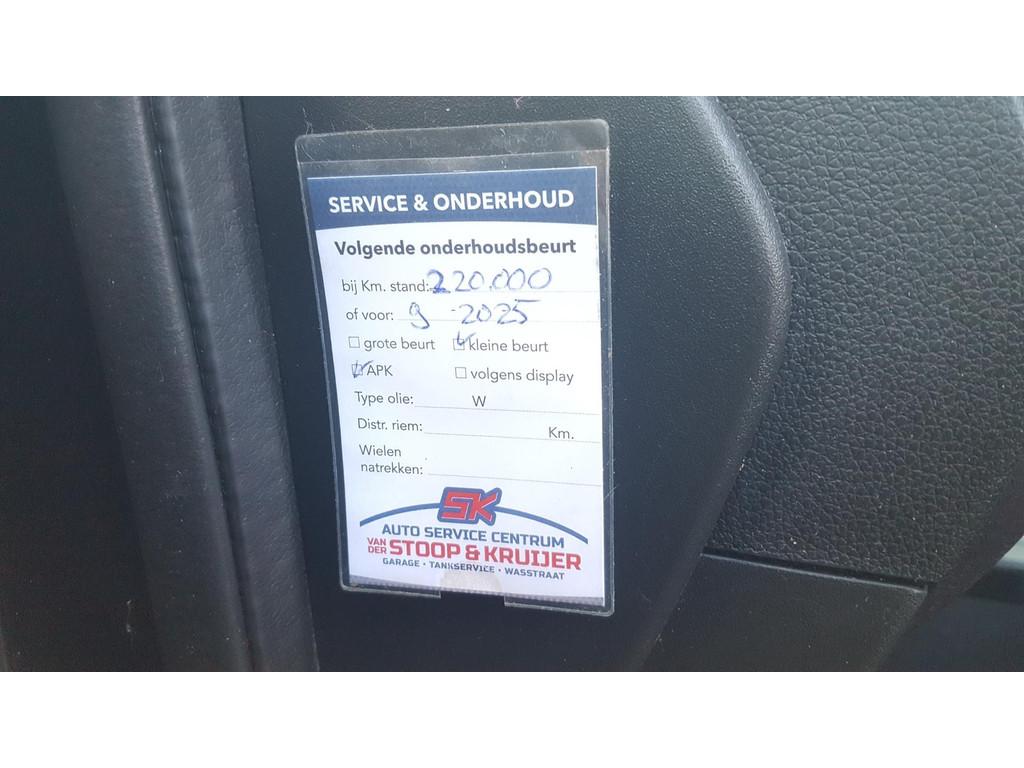 SERVICE & ONDERHOUD
Volgende onderhoudsbeurt
bij Km. stand: 220.000
of voor: 9 - 2025
☐ grote beurt ☑ kleine beurt
☑ APK ☐ volgens display
Type olie: W
Distr. riem: Km.
Wielen
natrekken:
SK
AUTO SERVICE CENTRUM
VAN DER STOOP & KRUIJER
GARAGE • TANKSERVICE • WASSTRAAT